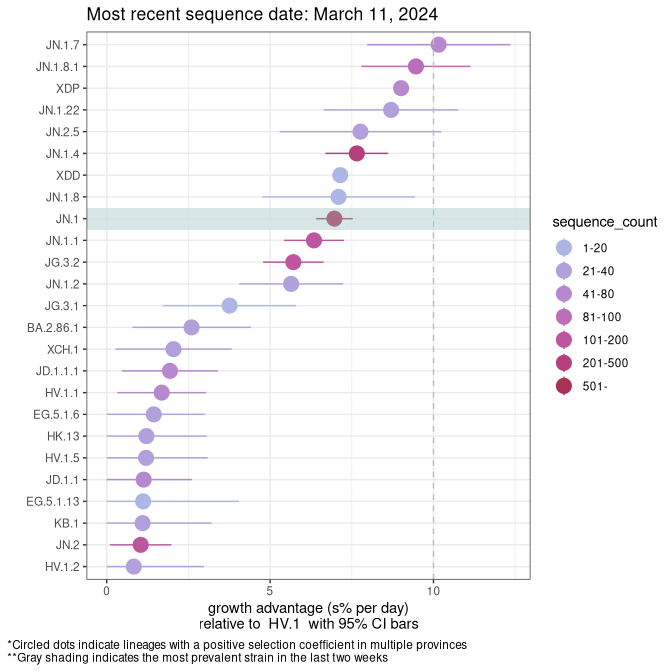 Most recent sequence date: March 11, 2024
JN.1.7
JN.1.8.1
XDP
JN.1.22
JN.2.5
JN.1.4
XDD
JN.1.8
JN.1
JN.1.1
JG.3.2
JN.1.2
JG.3.1
BA.2.86.1
XCH.1
JD.1.1.1
HV.1.1
EG.5.1.6
HK.13
HV.1.5
JD.1.1
EG.5.1.13
KB.1
JN.2
HV.1.2
0 5 10
growth advantage (s% per day)
relative to HV.1 with 95% CI bars
sequence_count
1-20
21-40
41-80
81-100
101-200
201-500
501-
*Circled dots indicate lineages with a positive selection coefficient in multiple provinces
**Gray shading indicates the most prevalent strain in the last two weeks